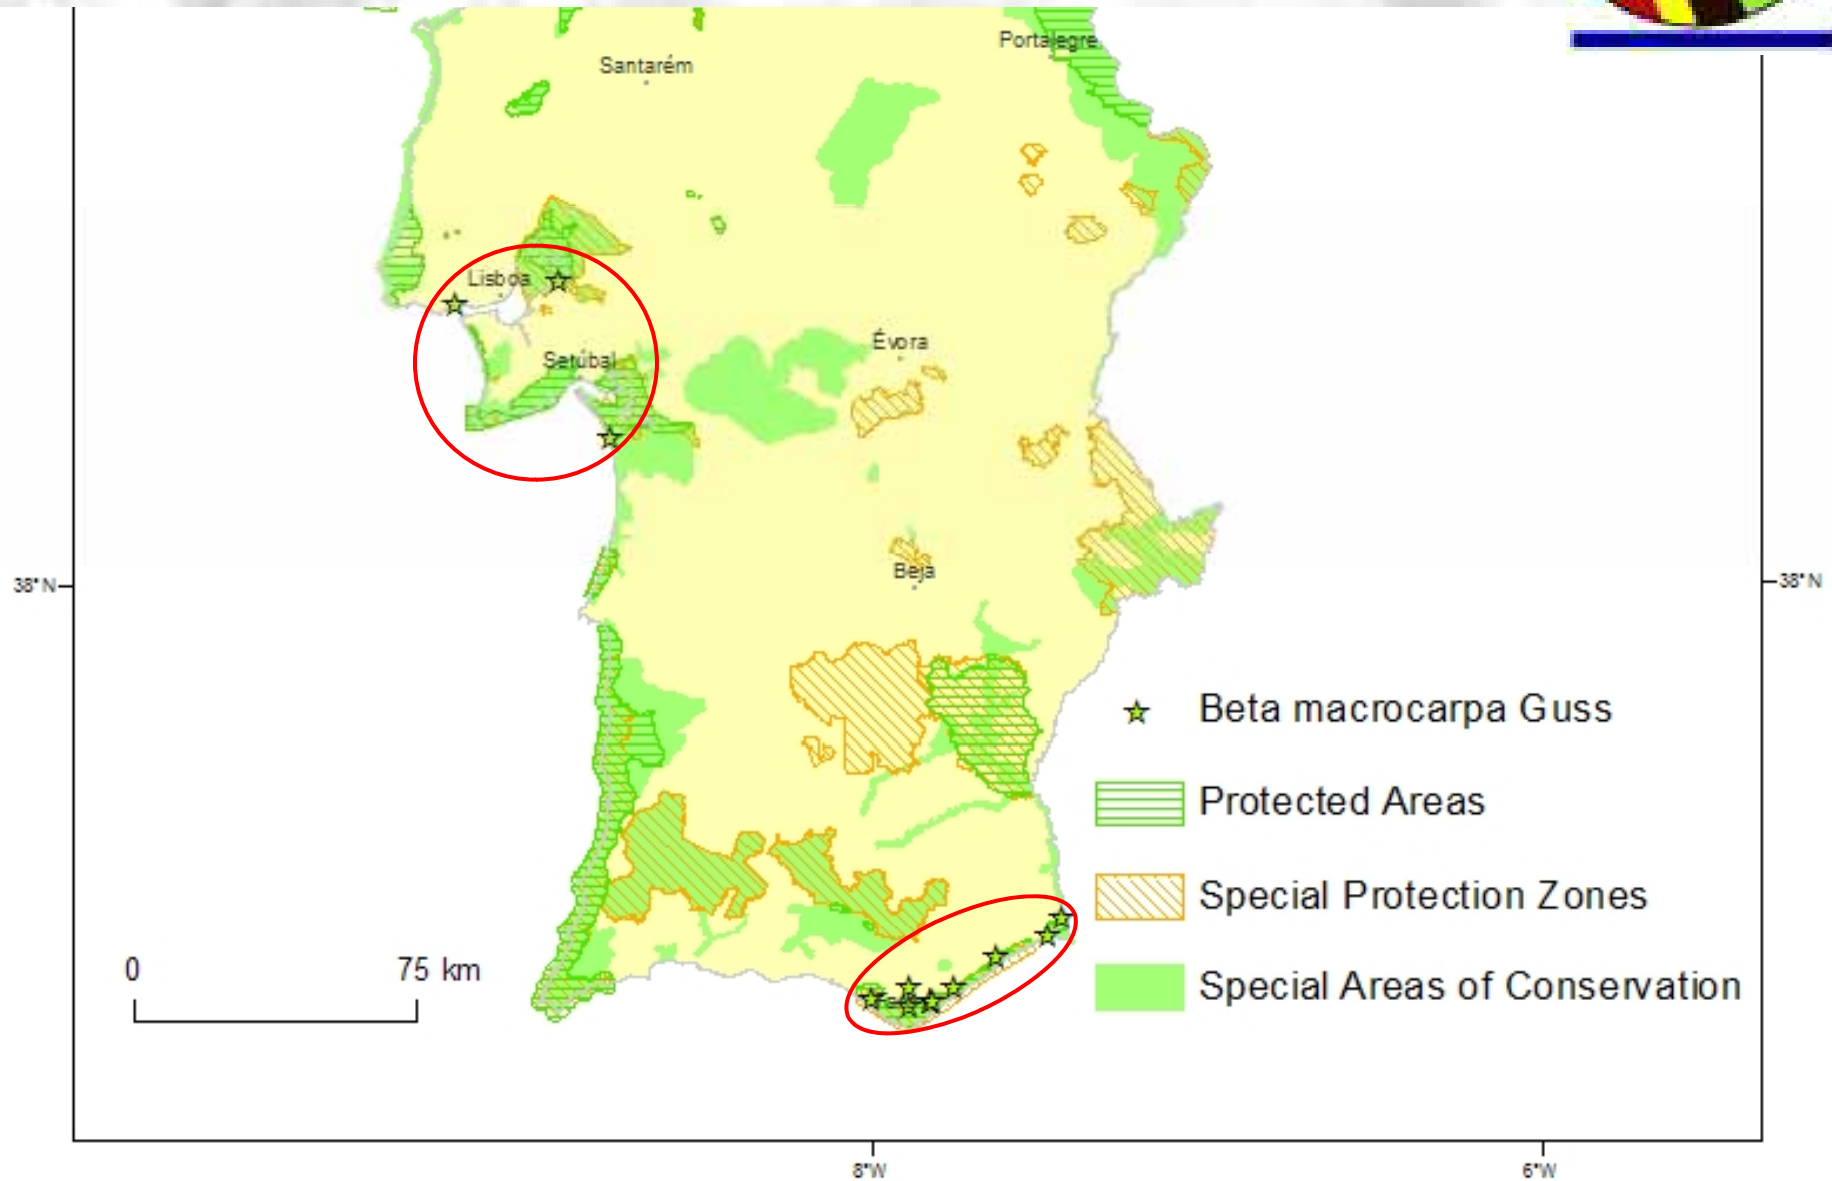 Portalegre
Santarém
Lisboa
Évora
Setúbal
Beja
38°N
38°N
Beta macrocarpa Guss
Protected Areas
Special Protection Zones
0
75 km
Special Areas of Conservation
8°W
6°W